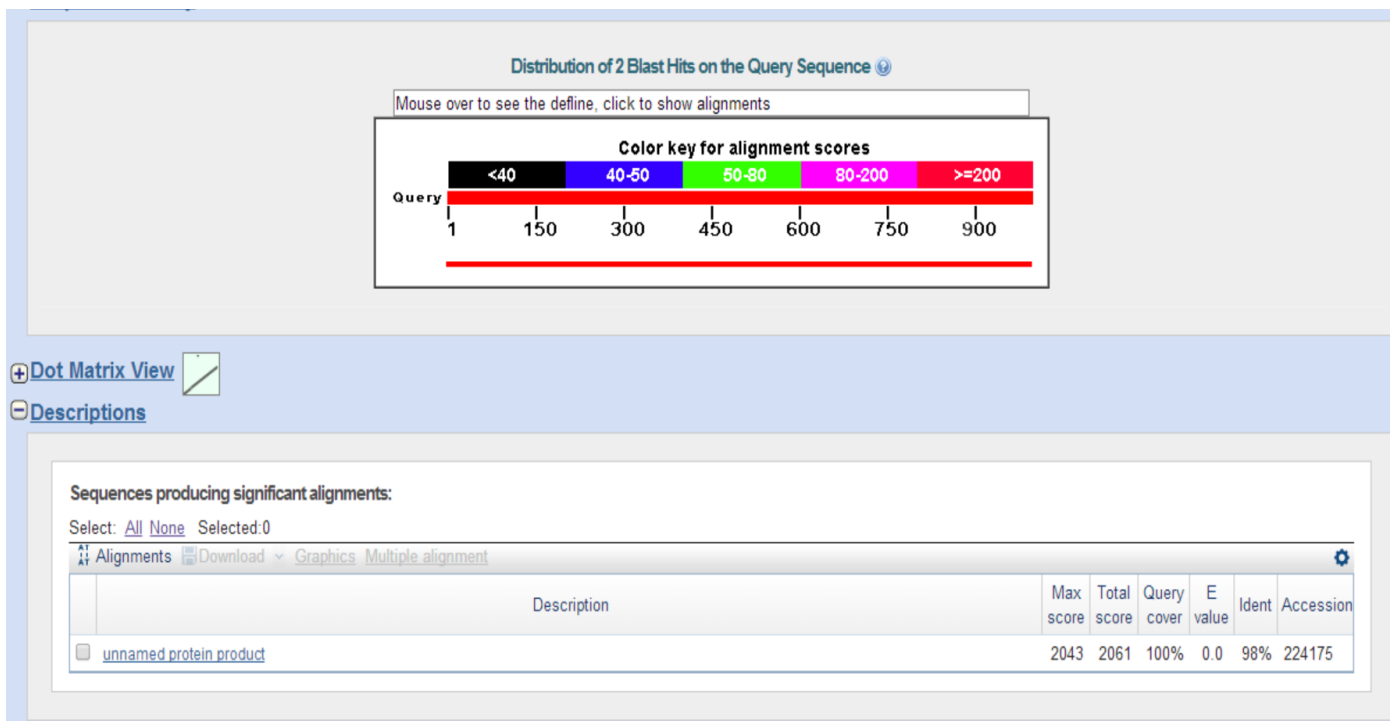 Distribution of 2 Blast Hits on the Query Sequence
Mouse over to see the defline, click to show alignments
Color key for alignment scores
<40 40-50 50-80 80-200 >=200
Query
1 150 300 450 600 750 900
Dot Matrix View
Descriptions
Sequences producing significant alignments:
Select: All None Selected:0
Alignments Download Graphics Multiple alignment
Description Max score Total score Query cover E value Ident Accession
unnamed protein product 2043 2061 100% 0.0 98% 224175